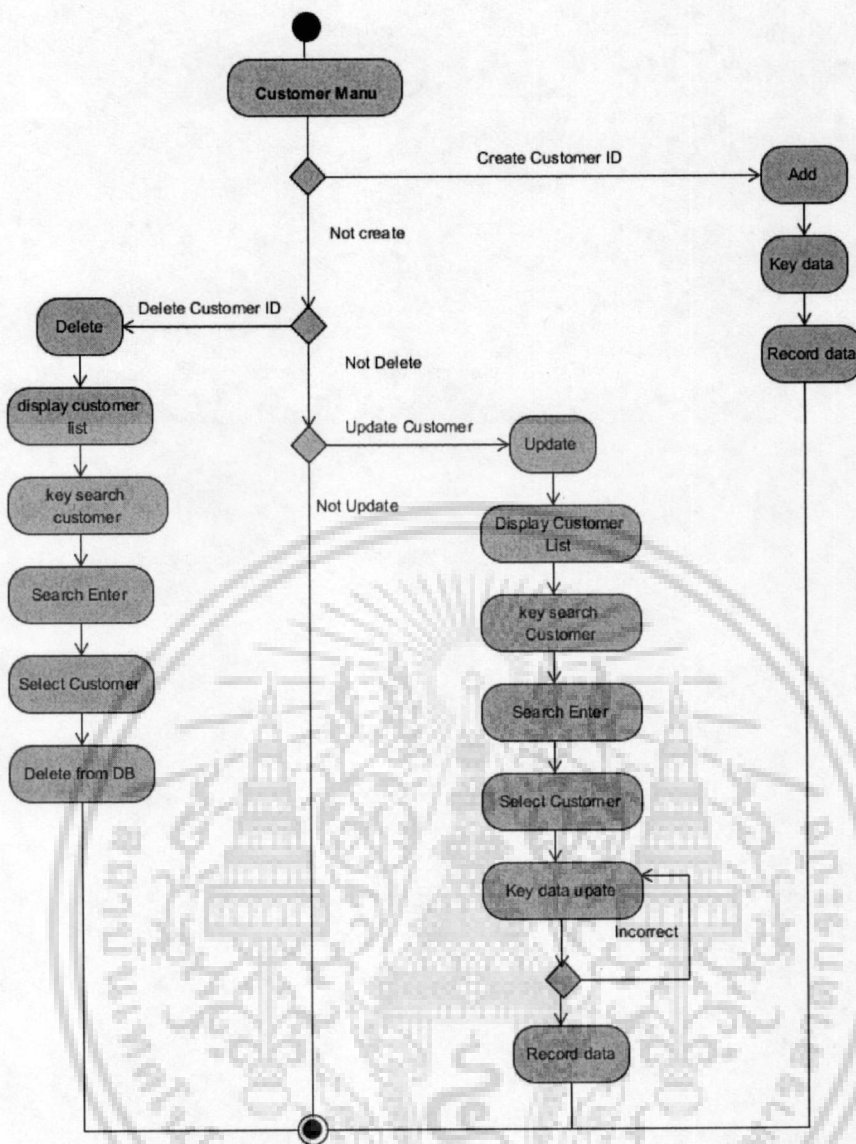 Customer Manu
Create Customer ID
Add
Not create
Key data
Delete Customer ID
Delete
Record data
Not Delete
display customer
list
Update Customer
Update
key search
customer
Not Update
Display Customer
List
Search Enter
key search
Customer
Select Customer
Search Enter
Delete from DB
Select Customer
Key data upate
Incorrect
Record data